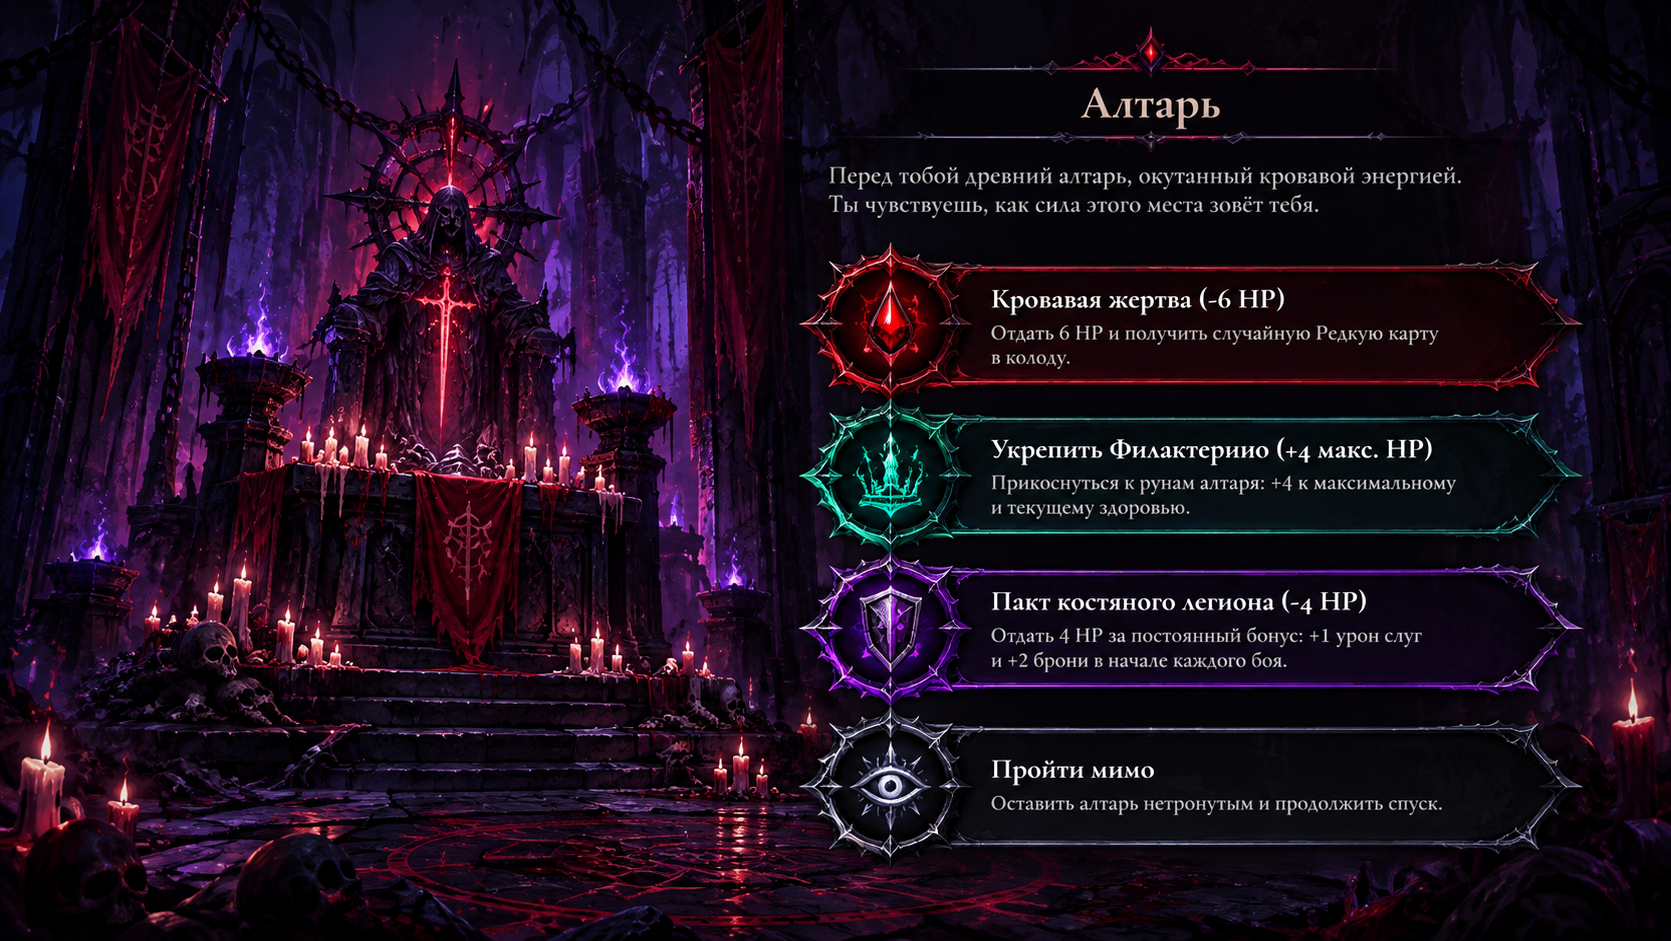 Алтарь
Перед тобой древний алтарь, окутанный кровавой энергией.
Ты чувствуешь, как сила этого места зовёт тебя.
Кровавая жертва (-6 HP)
Отдать 6 HP и получить случайную Редкую карту
в колоду.
Укрепить Филактериию (+4 макс. HP)
Прикоснуться к рунам алтаря: +4 к максимальному
и текущему здоровью.
Пакт костяного легиона (-4 HP)
Отдать 4 HP за постоянный бонус: +1 урон слуг
и +2 брони в начале каждого боя.
Пройти мимо
Оставить алтарь нетронутым и продолжить спуск.